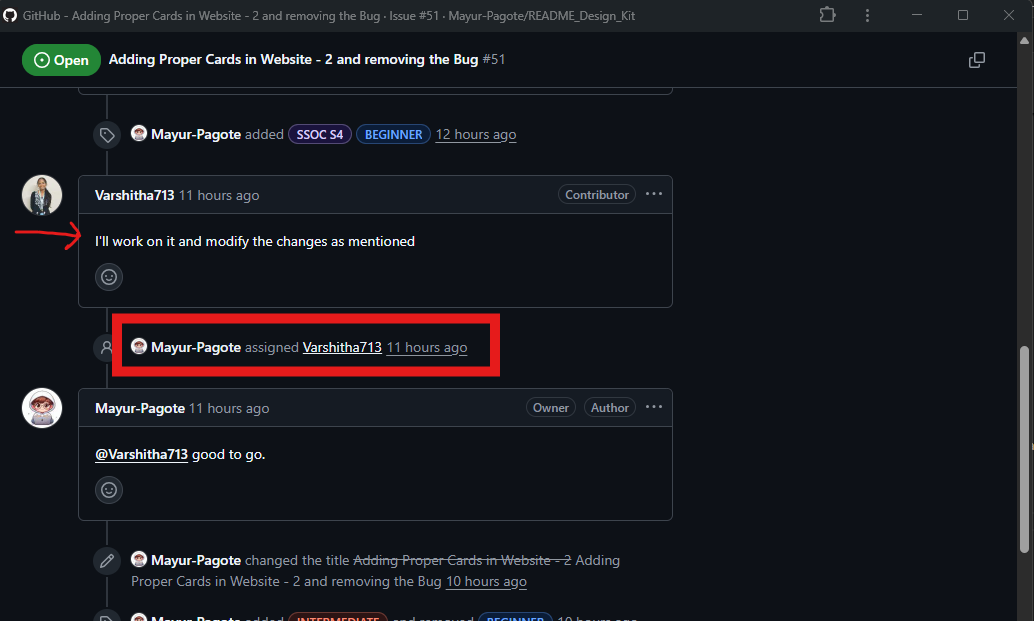 GitHub - Adding Proper Cards in Website - 2 and removing the Bug · Issue #51 · Mayur-Pagote/README_Design_Kit
Open Adding Proper Cards in Website - 2 and removing the Bug #51
Mayur-Pagote added SSOC S4 BEGINNER 12 hours ago
Varshitha713 11 hours ago Contributor
I'll work on it and modify the changes as mentioned
Mayur-Pagote assigned Varshitha713 11 hours ago
Mayur-Pagote 11 hours ago Owner Author
@Varshitha713 good to go.
Mayur-Pagote changed the title Adding Proper Cards in Website - 2 Adding
Proper Cards in Website - 2 and removing the Bug 10 hours ago
Mayur-Pagote added INTERMEDIATE and removed BEGINNER 10 hours ago